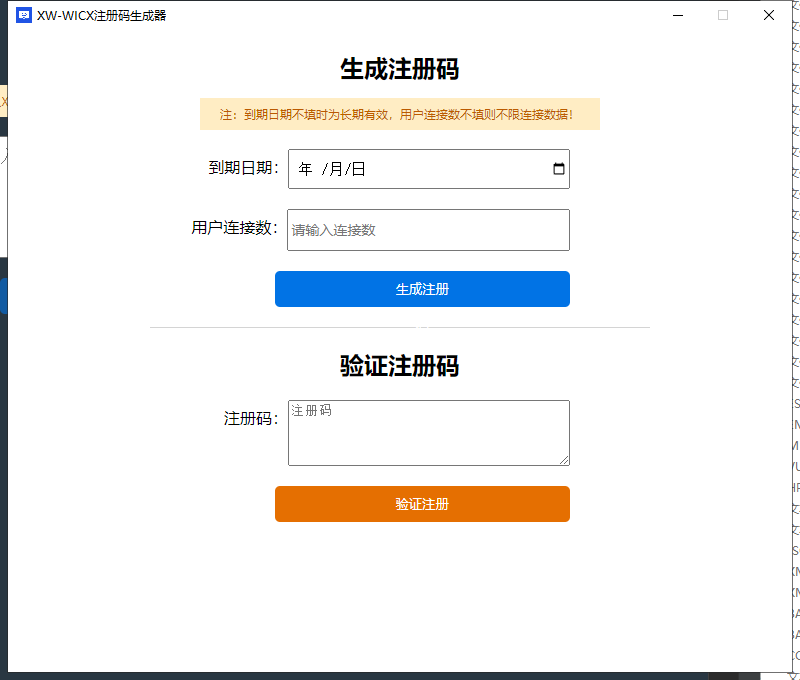 XW-WICX注册码生成器
生成注册码
注：到期日期不填时为长期有效，用户连接数不填则不限连接数据！
到期日期： 年 /月/日
用户连接数： 请输入连接数
生成注册
验证注册码
注册码： 注册码
验证注册